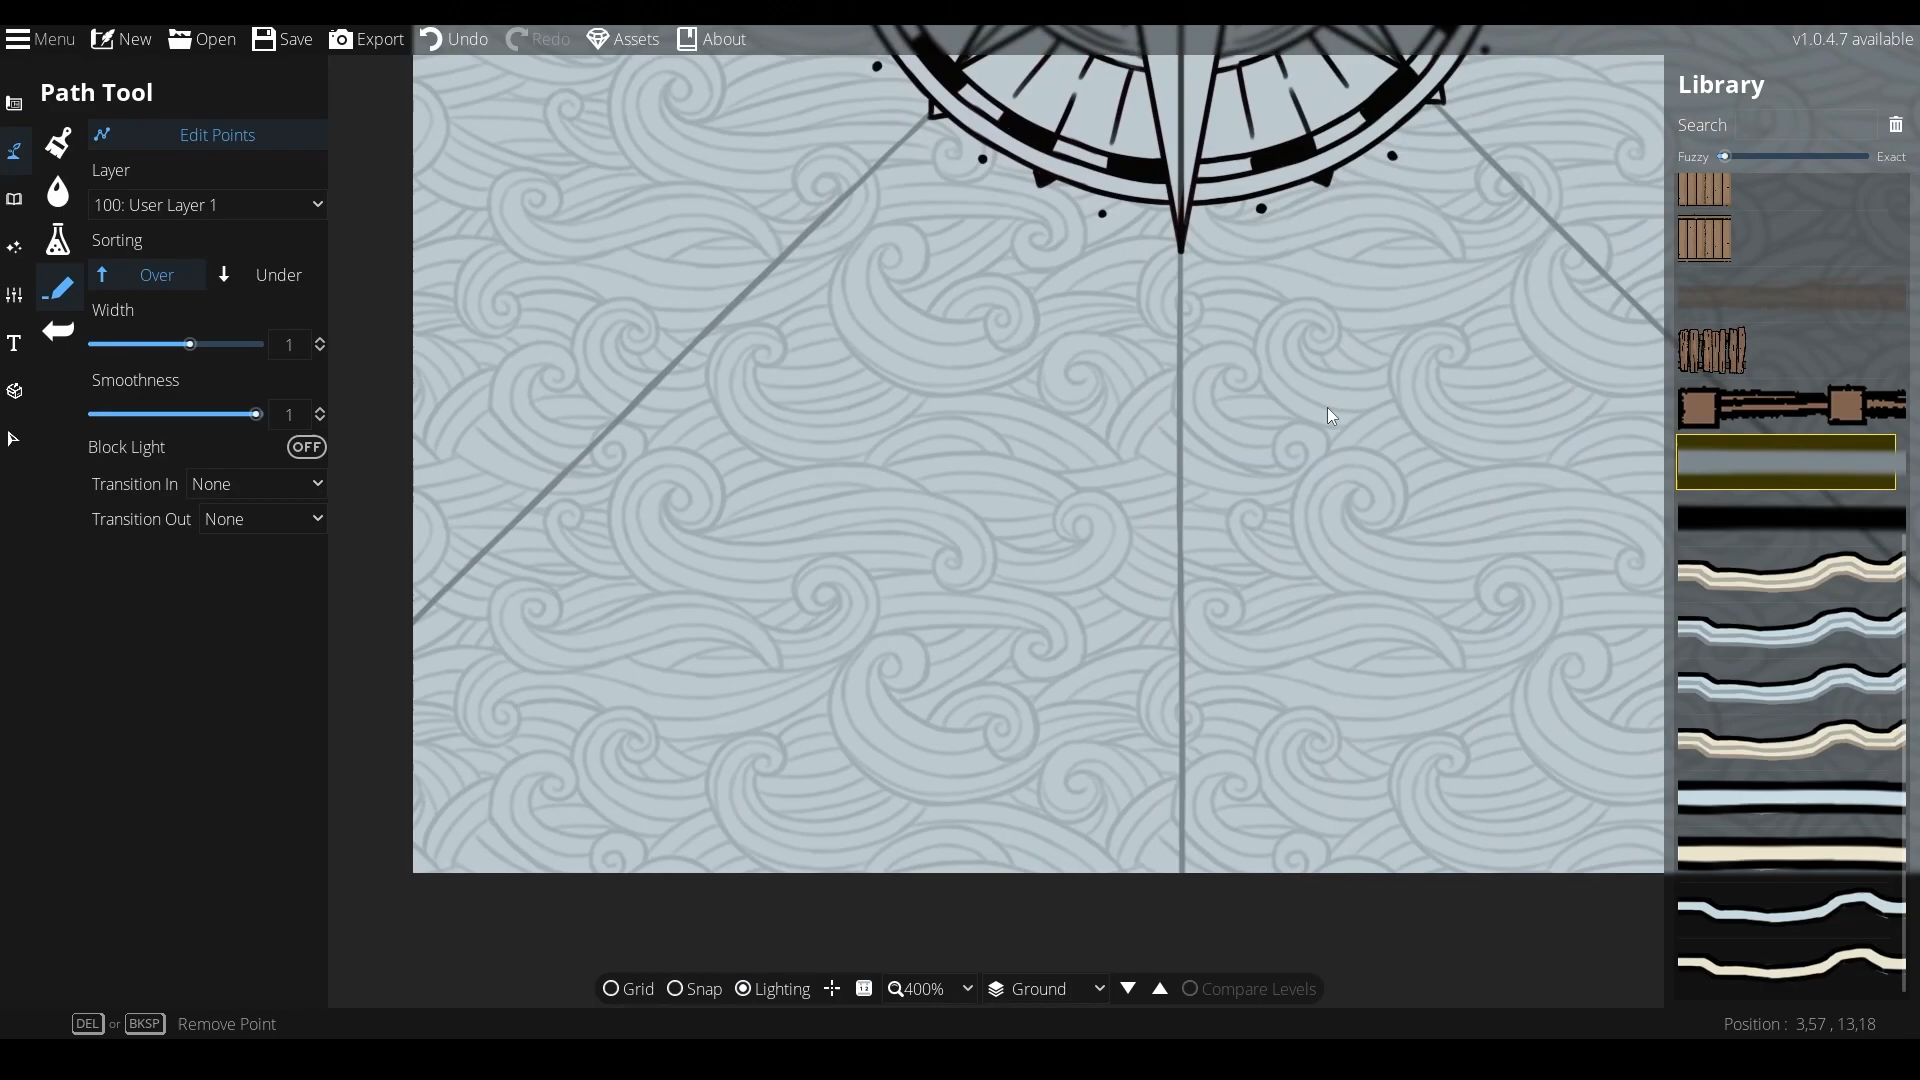 Menu New Open Save Export Undo Redo Assets About v1.0.4.7 available
Path Tool
Edit Points
Layer
100: User Layer 1
Sorting
Over Under
Width
1
Smoothness
1
Block Light OFF
Transition In None
Transition Out None
Library
Search
Fuzzy Exact
Grid Snap Lighting 400% Ground Compare Levels
DEL or BKSP Remove Point
Position : 3,57 , 13,18